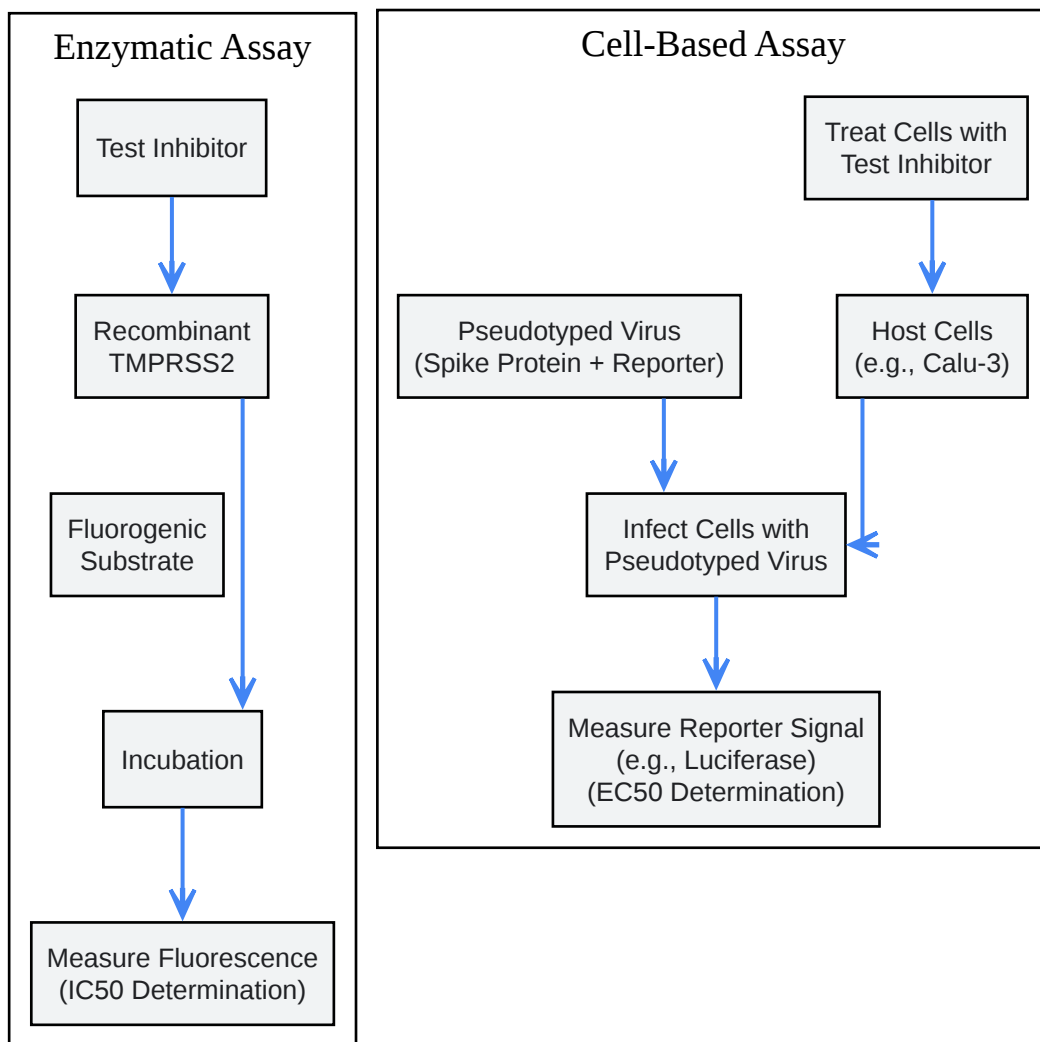 Enzymatic Assay
Test Inhibitor
Recombinant
TMPRSS2
Fluorogenic
Substrate
Incubation
Measure Fluorescence
(IC50 Determination)
Cell-Based Assay
Treat Cells with
Test Inhibitor
Pseudotyped Virus
(Spike Protein + Reporter)
Host Cells
(e.g., Calu-3)
Infect Cells with
Pseudotyped Virus
Measure Reporter Signal
(e.g., Luciferase)
(EC50 Determination)